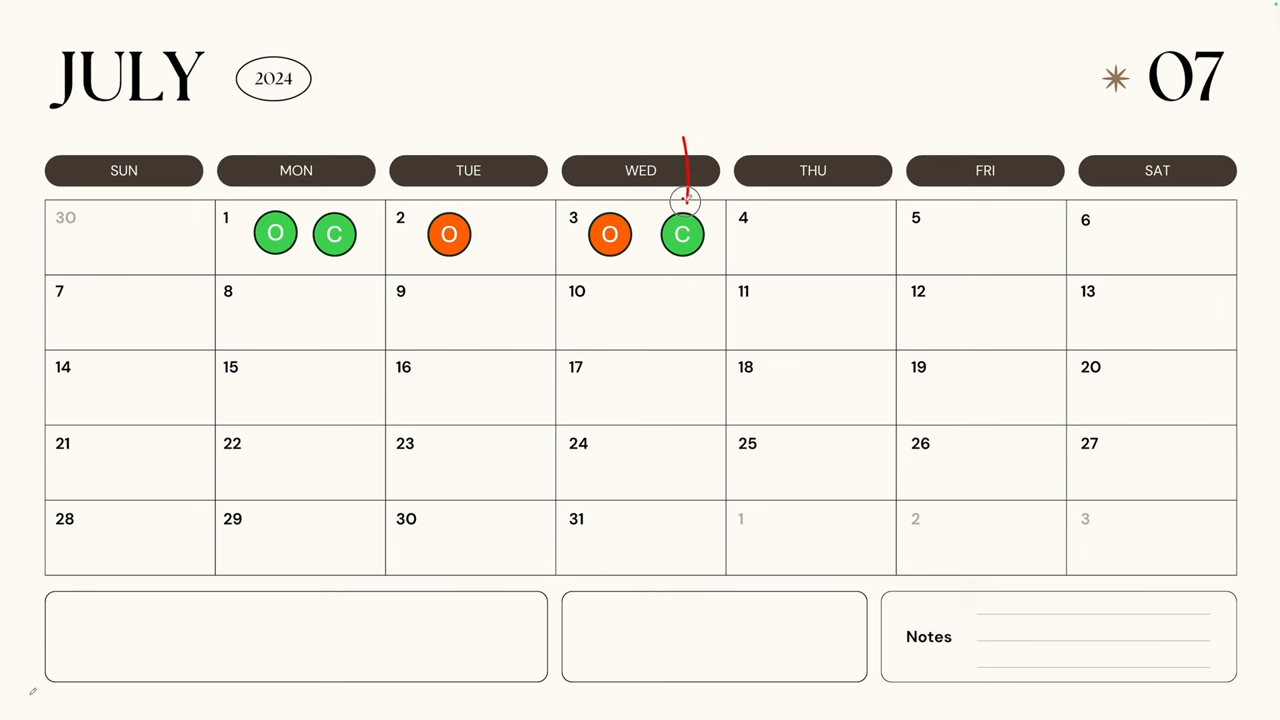 JULY 2024 07
SUN MON TUE WED THU FRI SAT
30 1 O C 2 O 3 O C 4 5 6
7 8 9 10 11 12 13
14 15 16 17 18 19 20
21 22 23 24 25 26 27
28 29 30 31 1 2 3
Notes